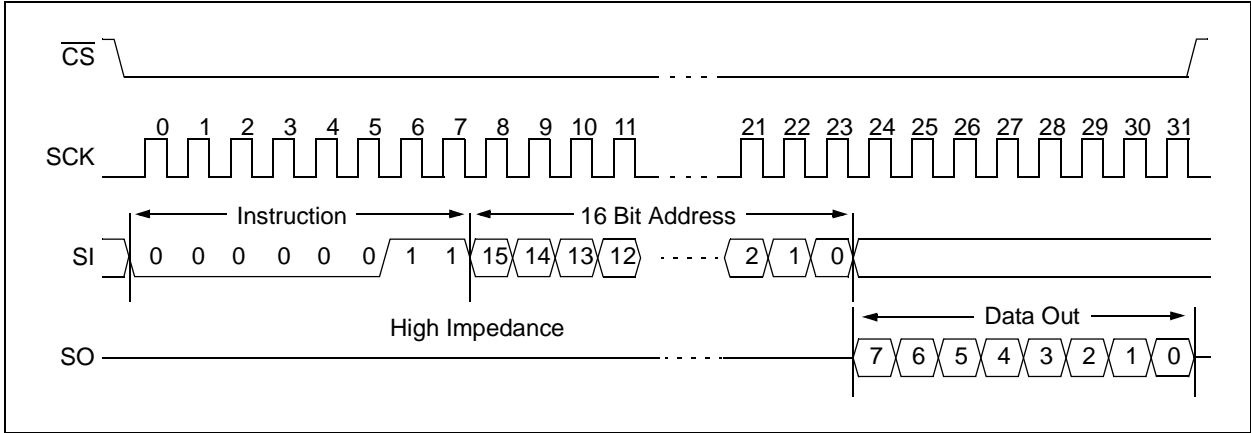 CS
0 1 2 3 4 5 6 7 8 9 10 11 21 22 23 24 25 26 27 28 29 30 31
SCK
Instruction 16 Bit Address
SI 0 0 0 0 0 0 1 1 15 14 13 12 2 1 0
High Impedance Data Out
SO 7 6 5 4 3 2 1 0